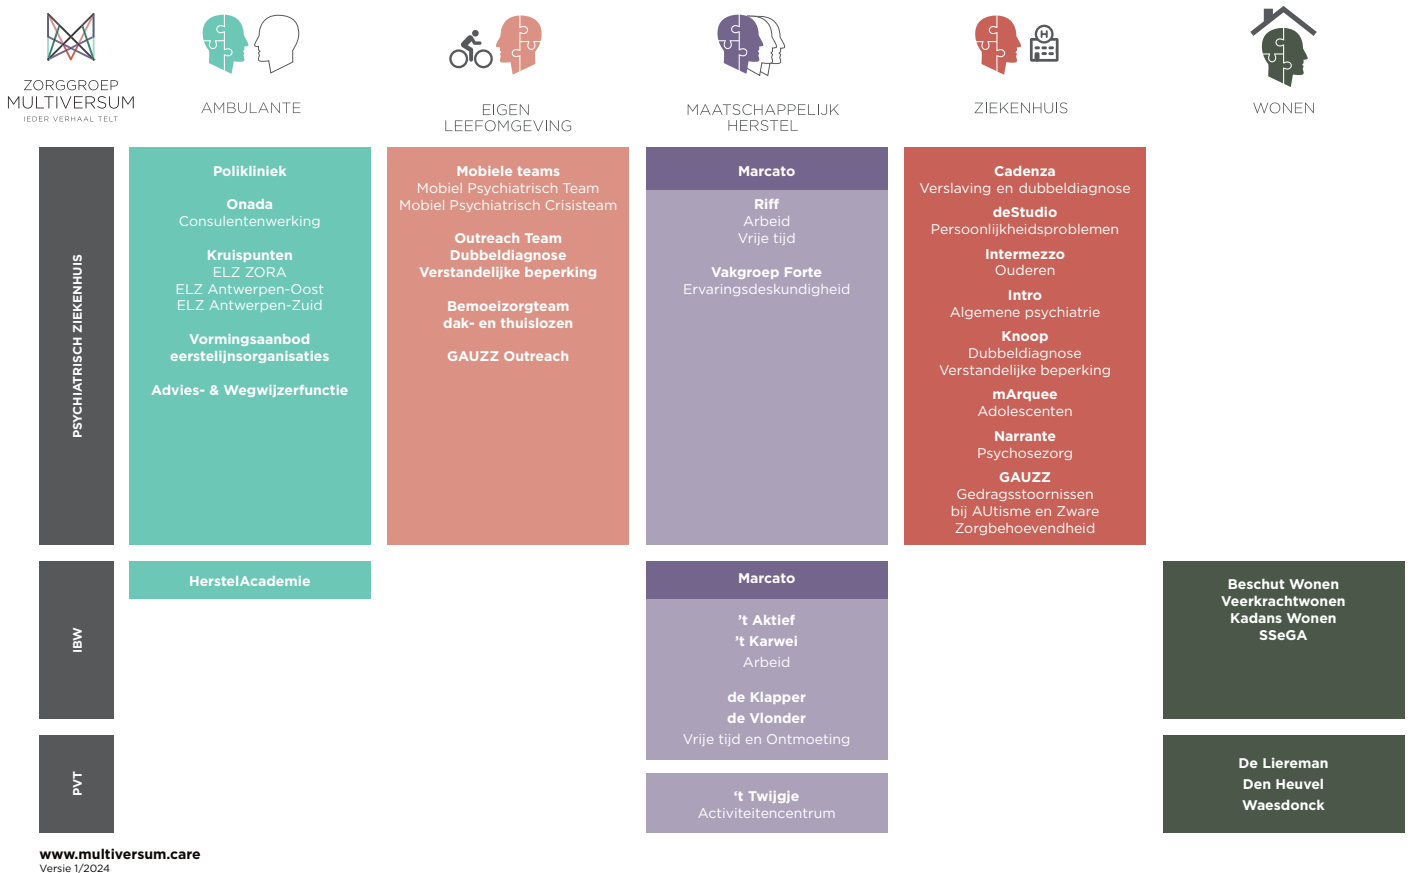 ZORGGROEP
MULTIVERSUM
IEDER VERHAAL TELT
AMBULANTE
EIGEN
LEEFOMGEVING
MAATSCHAPPELIJK
HERSTEL
H
ZIEKENHUIS
WONEN
PSYCHIATRISCH ZIEKENHUIS
Polikliniek
Onada
Consulentenwerking
Kruispunten
ELZ ZORA
ELZ Antwerpen-Oost
ELZ Antwerpen-Zuid
Vormingsaanbod
eerstelijnsorganisaties
Advies- & Wegwijzerfunctie
Mobiele teams
Mobiel Psychiatrisch Team
Mobiel Psychiatrisch Crisisteam
Outreach Team
Dubbeldiagnose
Verstandelijke beperking
Bemoeizorgteam
dak- en thuislozen
GAUZZ Outreach
Marcato
Riff
Arbeid
Vrije tijd
Vakgroep Forte
Ervaringsdeskundigheid
Cadenza
Verslaving en dubbeldiagnose
deStudio
Persoonlijkheidsproblemen
Intermezzo
Ouderen
Intro
Algemene psychiatrie
Knoop
Dubbeldiagnose
Verstandelijke beperking
mArquee
Adolescenten
Narrante
Psychosezorg
GAUZZ
Gedragsstoornissen
bij AUtisme en Zware
Zorgbehoevendheid
IBW
HerstelAcademie
Marcato
’t Aktief
’t Karwei
Arbeid
de Klapper
de Vlonder
Vrije tijd en Ontmoeting
Beschut Wonen
Veerkrachtwonen
Kadans Wonen
SSeGA
PVT
‘t Twijgje
Activiteitencentrum
De Liereman
Den Heuvel
Waesdonck
www.multiversum.care
Versie 1/2024